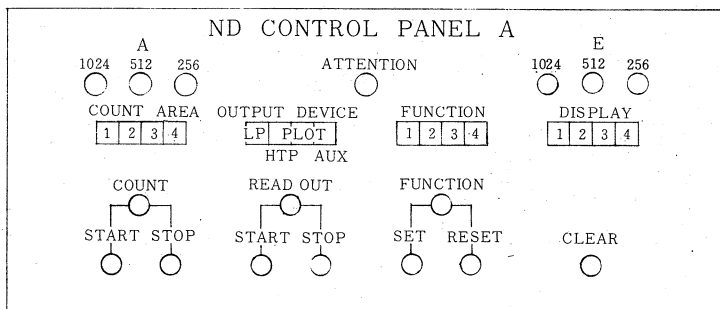 ND CONTROL PANEL A
A E
1024 512 256 ATTENTION 1024 512 256
COUNT AREA OUTPUT DEVICE FUNCTION DISPLAY
1 2 3 4 LP PLOT 1 2 3 4 1 2 3 4
HTP AUX
COUNT READ OUT FUNCTION
START STOP START STOP SET RESET CLEAR